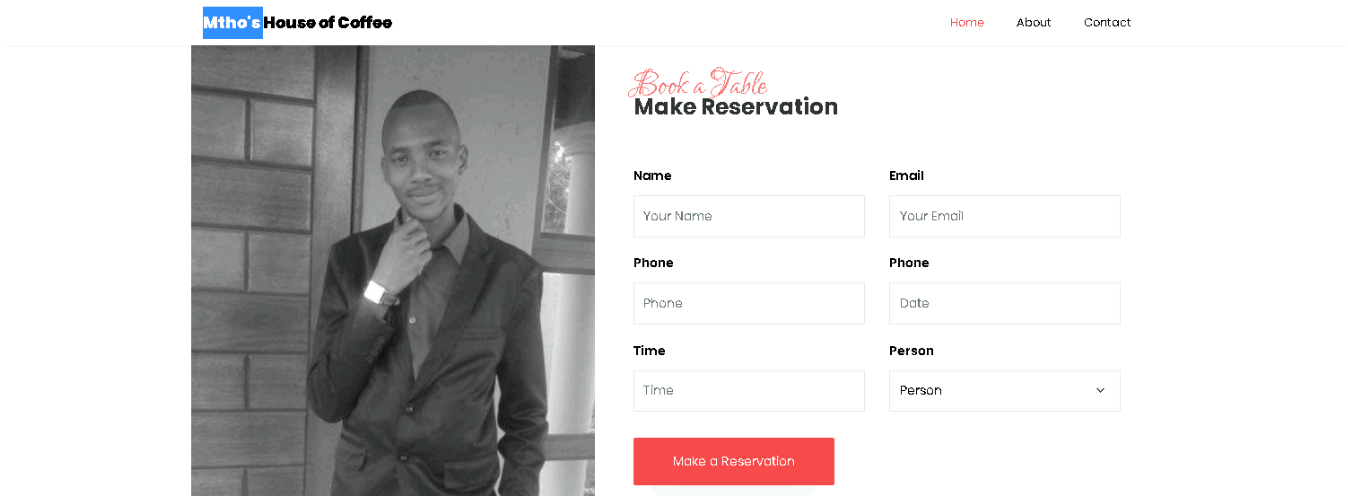 Mtho's House of Coffee
Home About Contact
Book a Table
Make Reservation
Name Email
Your Name Your Email
Phone Phone
Phone Date
Time Person
Time Person
Make a Reservation